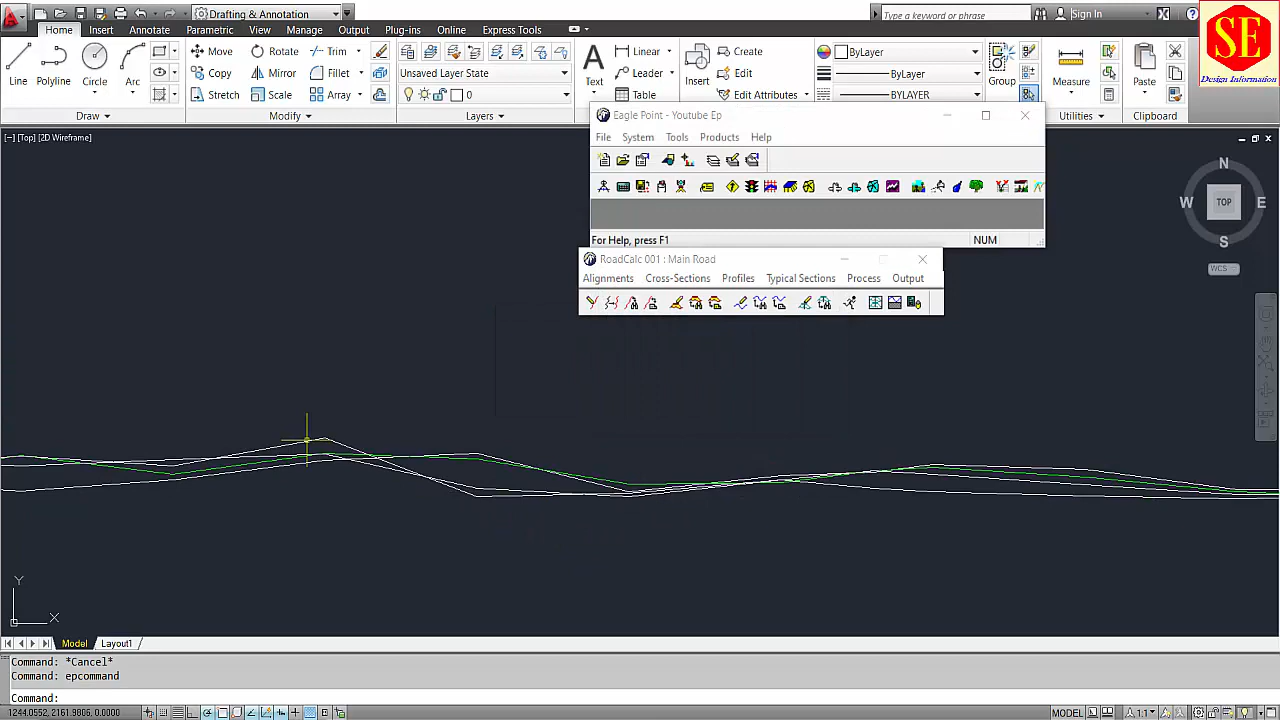 Drafting & Annotation
Type a keyword or phrase
Sign In
Home Insert Annotate Parametric View Manage Output Plug-ins Online Express Tools
Line Polyline Circle Arc
Move Rotate Trim
Copy Mirror Fillet
Stretch Scale Array
Draw Modify
Unsaved Layer State
0
Layers
Text
Linear
Leader
Table
Insert
Create
Edit
Edit Attributes
ByLayer
ByLayer
BYLAYER
Group
Measure
Utilities
Paste
Clipboard
SE
Design Information
[-] [Top] [2D Wireframe]
Eagle Point - Youtube Ep
File System Tools Products Help
For Help, press F1
NUM
RoadCalc 001 : Main Road
Alignments Cross-Sections Profiles Typical Sections Process Output
N
W TOP E
S
WCS
Y
X
Model Layout1
Command: *Cancel*
Command: epcommand
Command:
1244.0552, 2161.9806, 0.0000
MODEL
1:1